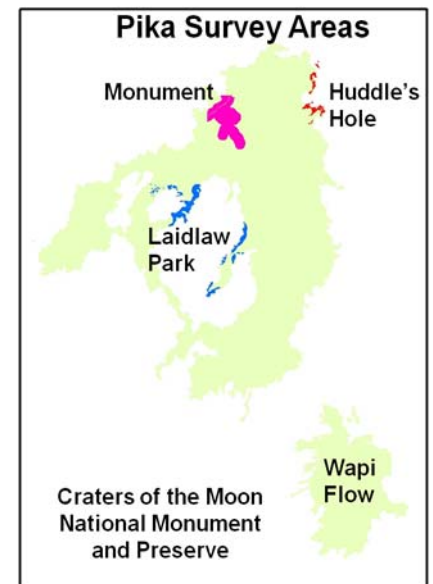 Pika Survey Areas
Monument
Huddle's
Hole
Laidlaw
Park
Wapi
Flow
Craters of the Moon
National Monument
and Preserve